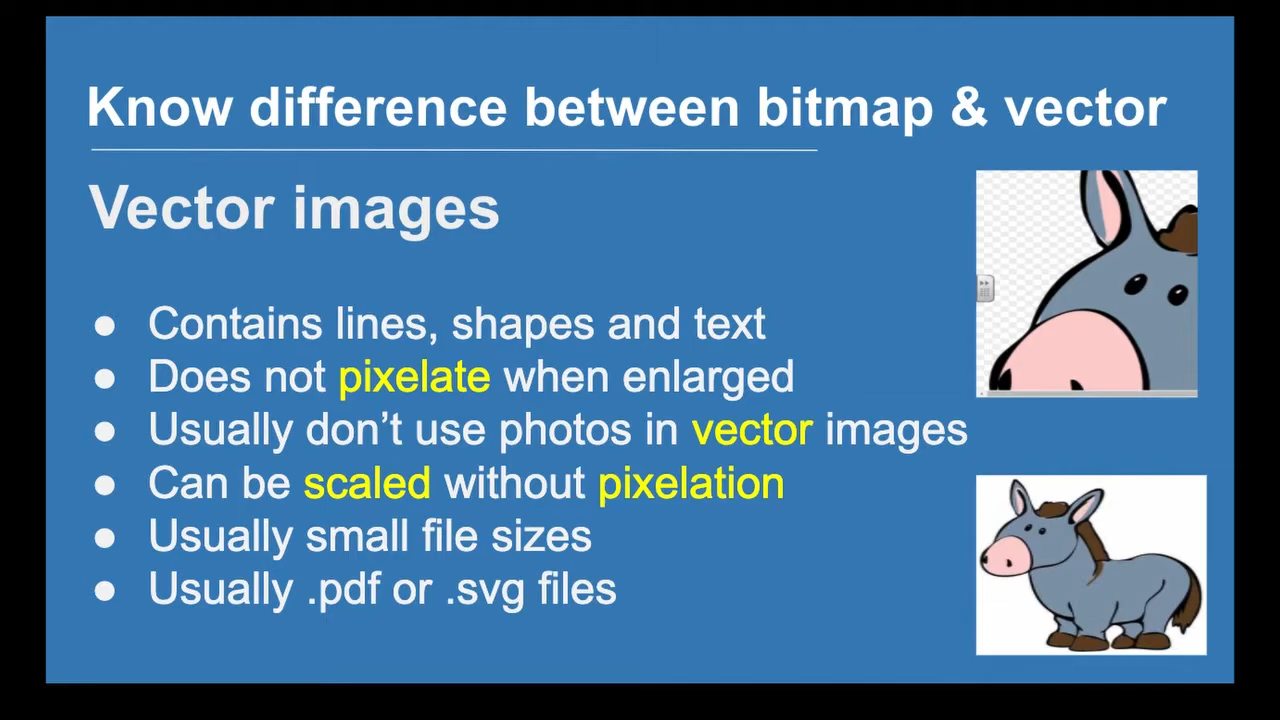 Know difference between bitmap & vector
Vector images
● Contains lines, shapes and text
● Does not pixelate when enlarged
● Usually don’t use photos in vector images
● Can be scaled without pixelation
● Usually small file sizes
● Usually .pdf or .svg files